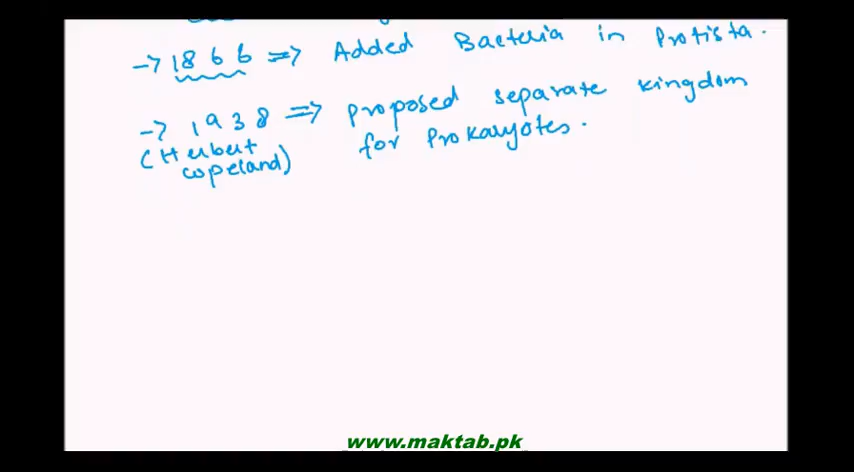 → 1866 ⇒ Added Bacteria in Protista.
→ 1938 ⇒ Proposed separate kingdom
(Herbert for Prokaryotes.
copeland)
www.maktab.pk